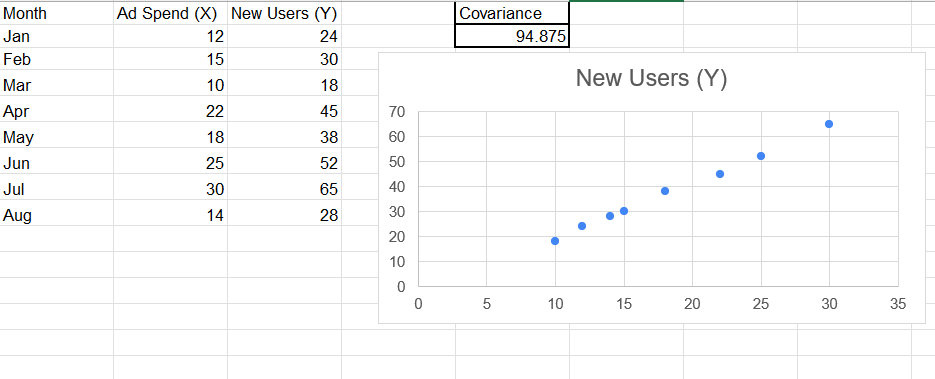 Month Ad Spend (X) New Users (Y) Covariance
Jan 12 24 94.875
Feb 15 30
Mar 10 18
Apr 22 45
May 18 38
Jun 25 52
Jul 30 65
Aug 14 28
New Users (Y)
70
60
50
40
30
20
10
0
0 5 10 15 20 25 30 35